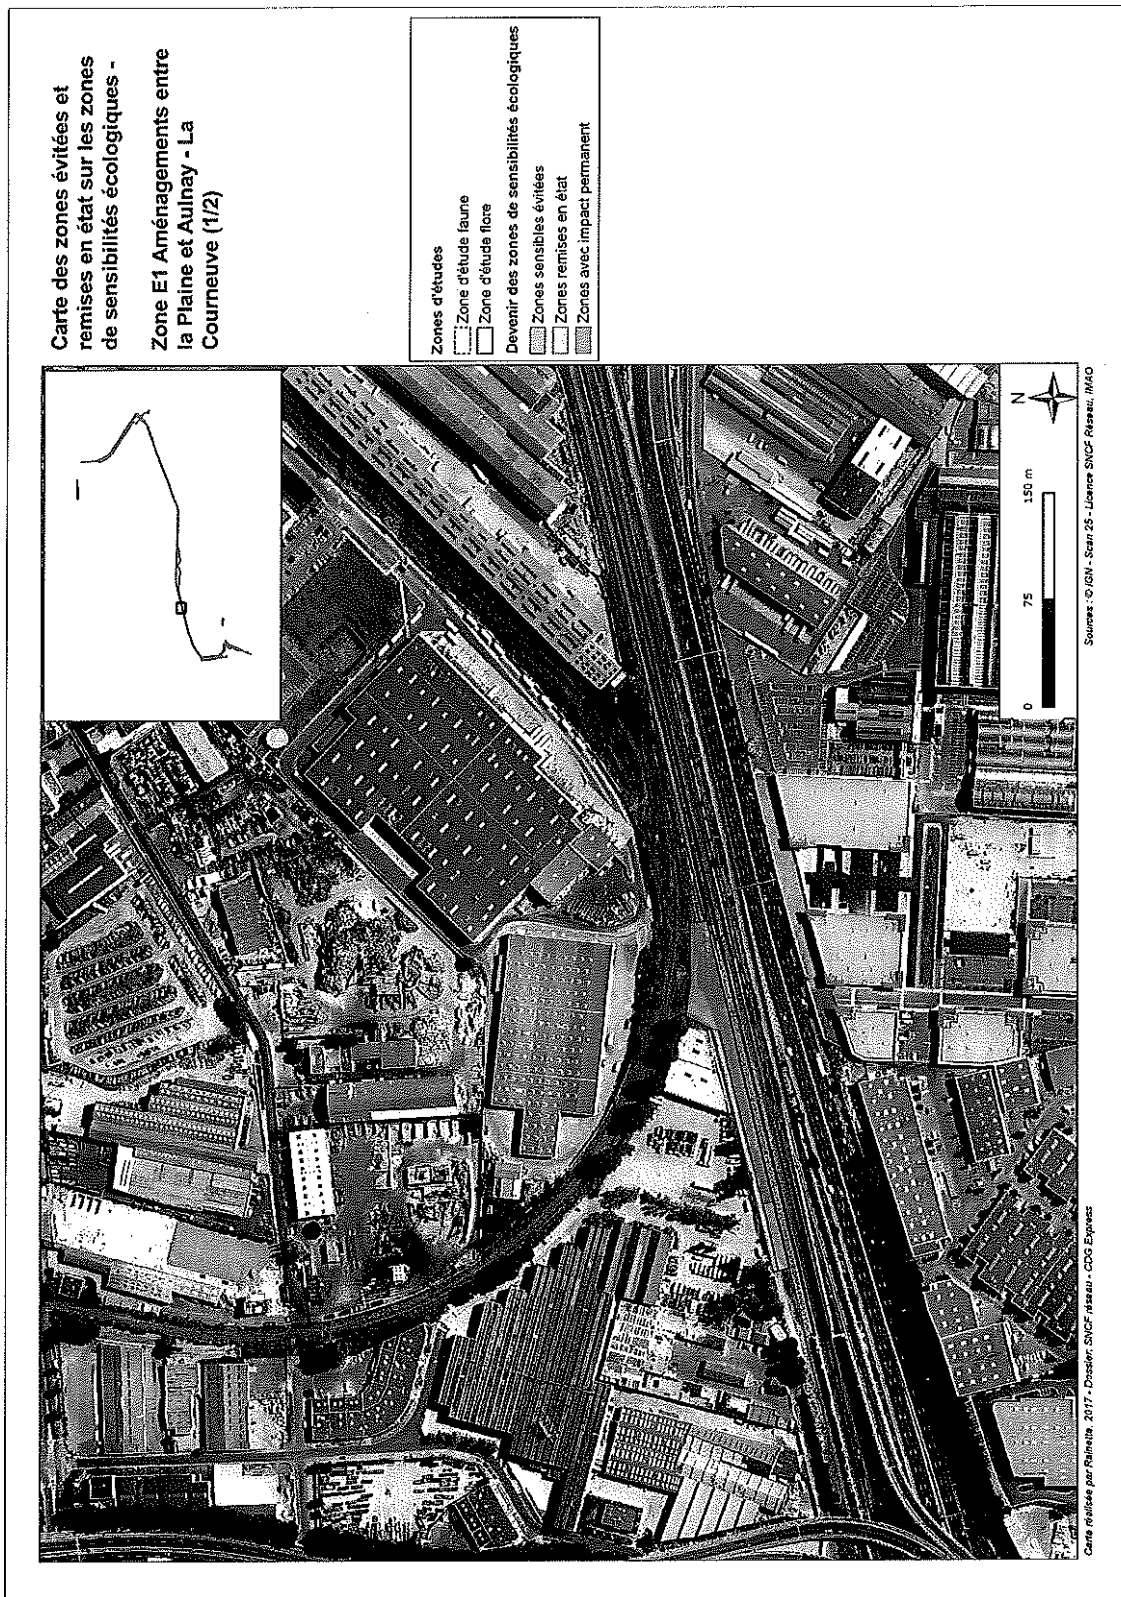 Carte des zones évitées et
remises en état sur les zones
de sensibilités écologiques -
Zone E1 Aménagements entre
la Plaine et Aulnay - La
Courneuve (1/2)
Zones d'études
Zone d'étude faune
Zone d'étude flore
Devenir des zones de sensibilités écologiques
Zones sensibles évitées
Zones remises en état
Zones avec impact permanent
N
0 75 150 m
Carte réalisée par Rainette, 2017 - Dossier: SNCF réseau - CDG Express
Sources : © IGN - Scan 25 - Licence SNCF Réseau, IMAO